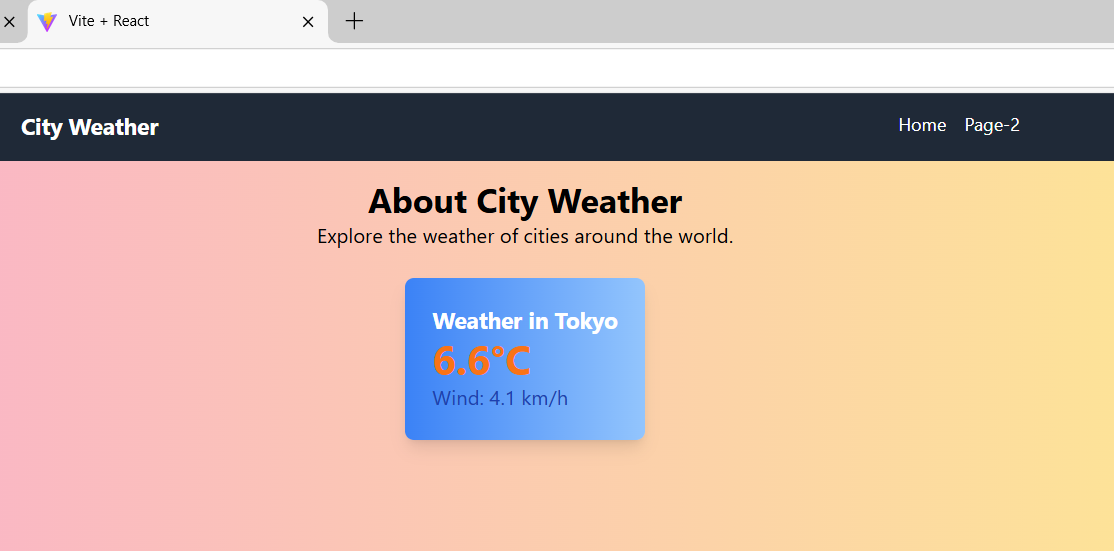 Vite + React
City Weather
Home Page-2
About City Weather
Explore the weather of cities around the world.
Weather in Tokyo
6.6°C
Wind: 4.1 km/h